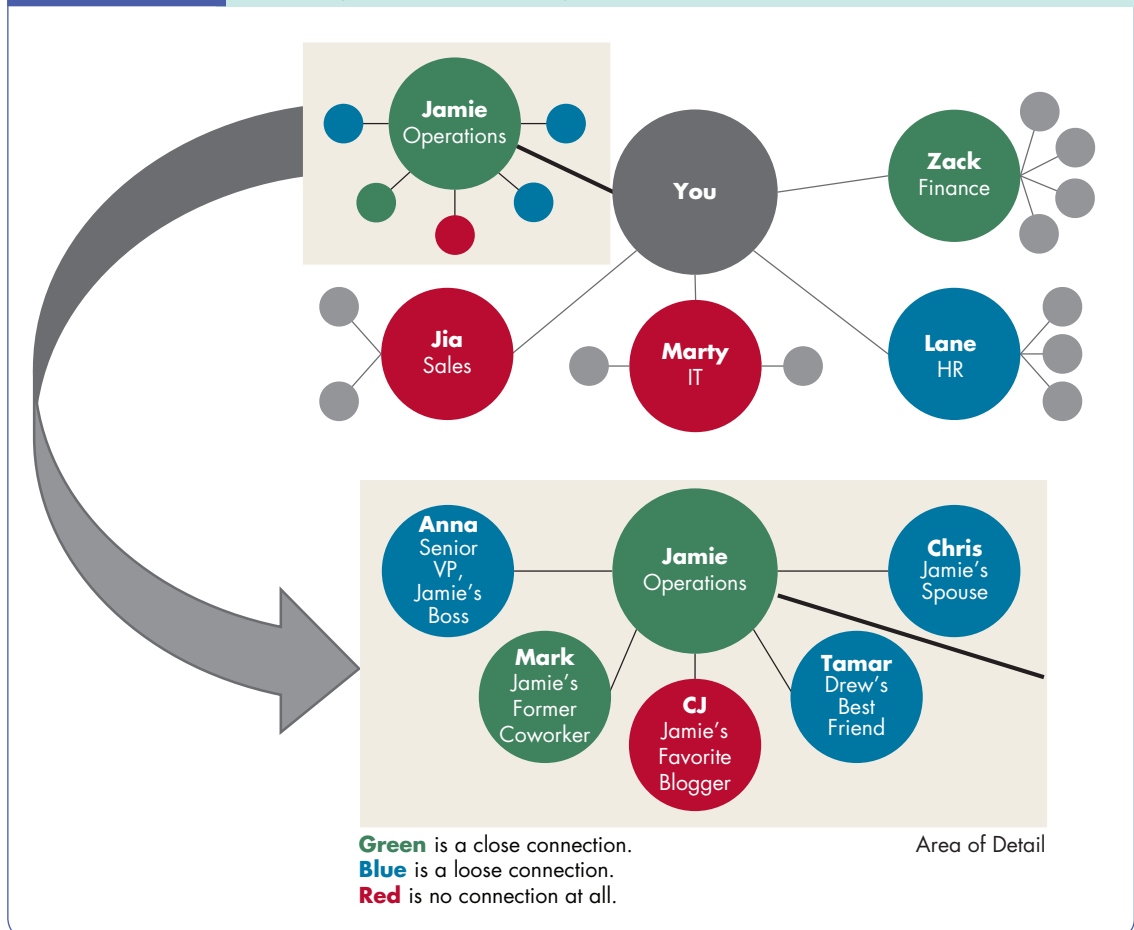 Jamie
Operations
You
Zack
Finance
Jia
Sales
Marty
IT
Lane
HR
Anna
Senior
VP,
Jamie's
Boss
Jamie
Operations
Chris
Jamie's
Spouse
Mark
Jamie's
Former
Coworker
CJ
Jamie's
Favorite
Blogger
Tamar
Drew's
Best
Friend
Green is a close connection.
Blue is a loose connection.
Red is no connection at all.
Area of Detail